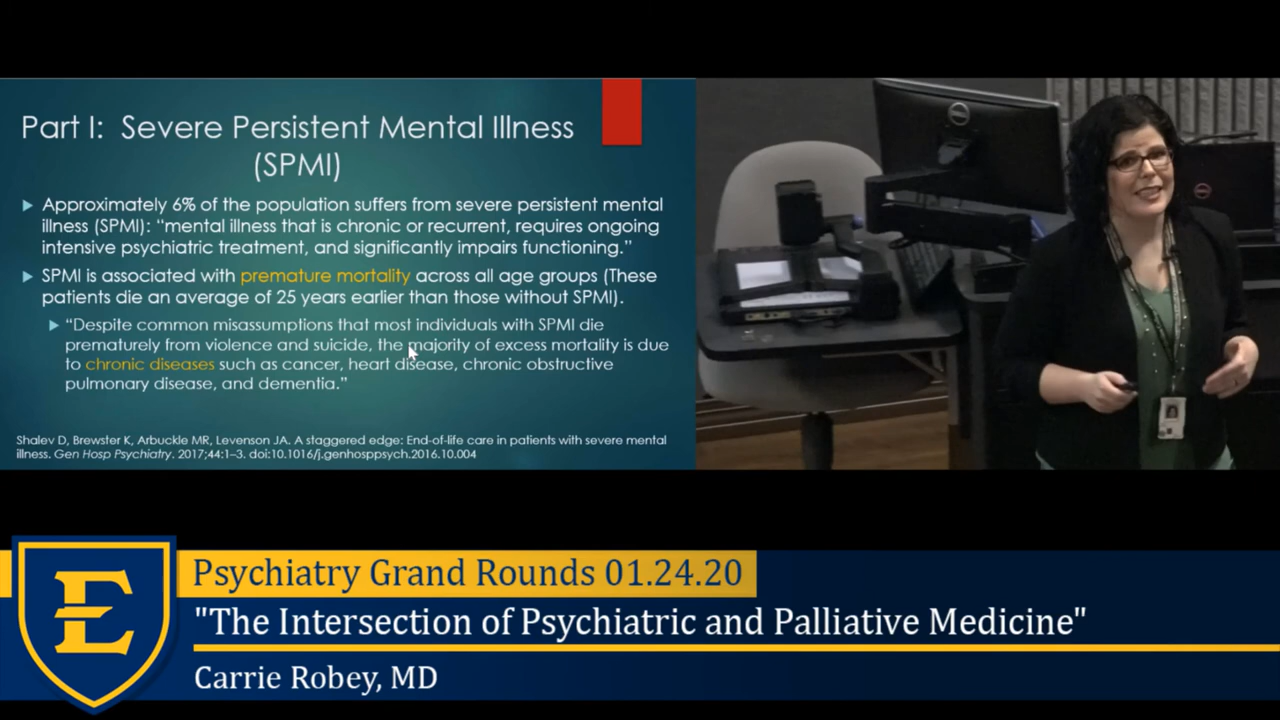 Part I: Severe Persistent Mental Illness
(SPMI)
Approximately 6% of the population suffers from severe persistent mental
illness (SPMI): “mental illness that is chronic or recurrent, requires ongoing
intensive psychiatric treatment, and significantly impairs functioning.”
SPMI is associated with premature mortality across all age groups (These
patients die an average of 25 years earlier than those without SPMI).
“Despite common misassumptions that most individuals with SPMI die
prematurely from violence and suicide, the majority of excess mortality is due
to chronic diseases such as cancer, heart disease, chronic obstructive
pulmonary disease, and dementia.”
Shalev D, Brewster K, Arbuckle MR, Levenson JA. A staggered edge: End-of-life care in patients with severe mental
illness. Gen Hosp Psychiatry. 2017;44:1–3. doi:10.1016/j.genhosppsych.2016.10.004
DELL
E
Psychiatry Grand Rounds 01.24.20
"The Intersection of Psychiatric and Palliative Medicine"
Carrie Robey, MD